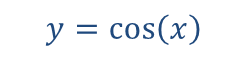 y = cos(x)